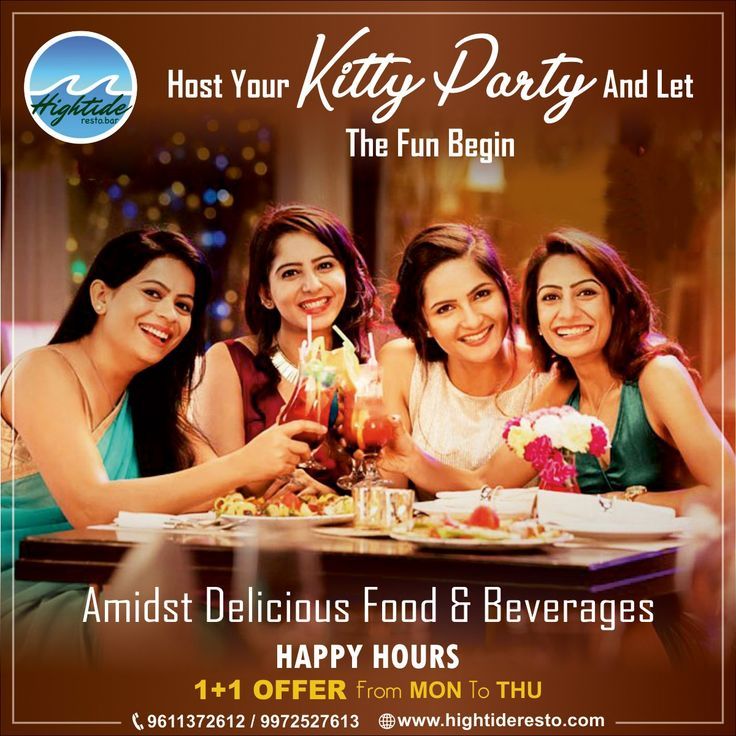 Hightide
resto.bar
Host Your Kitty Party And Let
The Fun Begin
Amidst Delicious Food & Beverages
HAPPY HOURS
1+1 OFFER From MON To THU
9611372612 / 9972527613 www.hightideresto.com